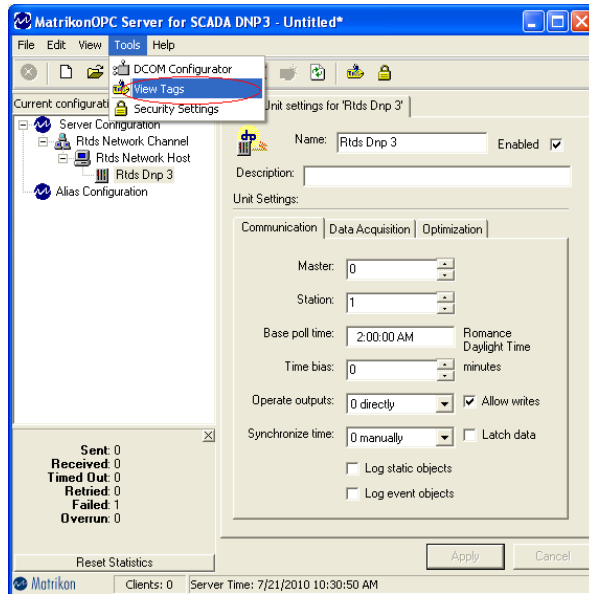 MatrikonOPC Server for SCADA DNP3 - Untitled*
File Edit View Tools Help
DCOM Configurator
View Tags
Security Settings
Current configurati
Unit settings for 'Rtds Dnp 3'
Server Configuration
Rtds Network Channel
Rtds Network Host
Rtds Dnp 3
Alias Configuration
dp
Name: Rtds Dnp 3 Enabled
Description:
Unit Settings:
Communication Data Acquisition Optimization
Master: 0
Station: 1
Base poll time: 2:00:00 AM Romance Daylight Time
Time bias: 0 minutes
Operate outputs: 0 directly Allow writes
Synchronize time: 0 manually Latch data
Log static objects
Log event objects
Sent: 0
Received: 0
Timed Out: 0
Retried: 0
Failed: 1
Overrun: 0
Reset Statistics
Apply Cancel
Matrikon Clients: 0 Server Time: 7/21/2010 10:30:50 AM